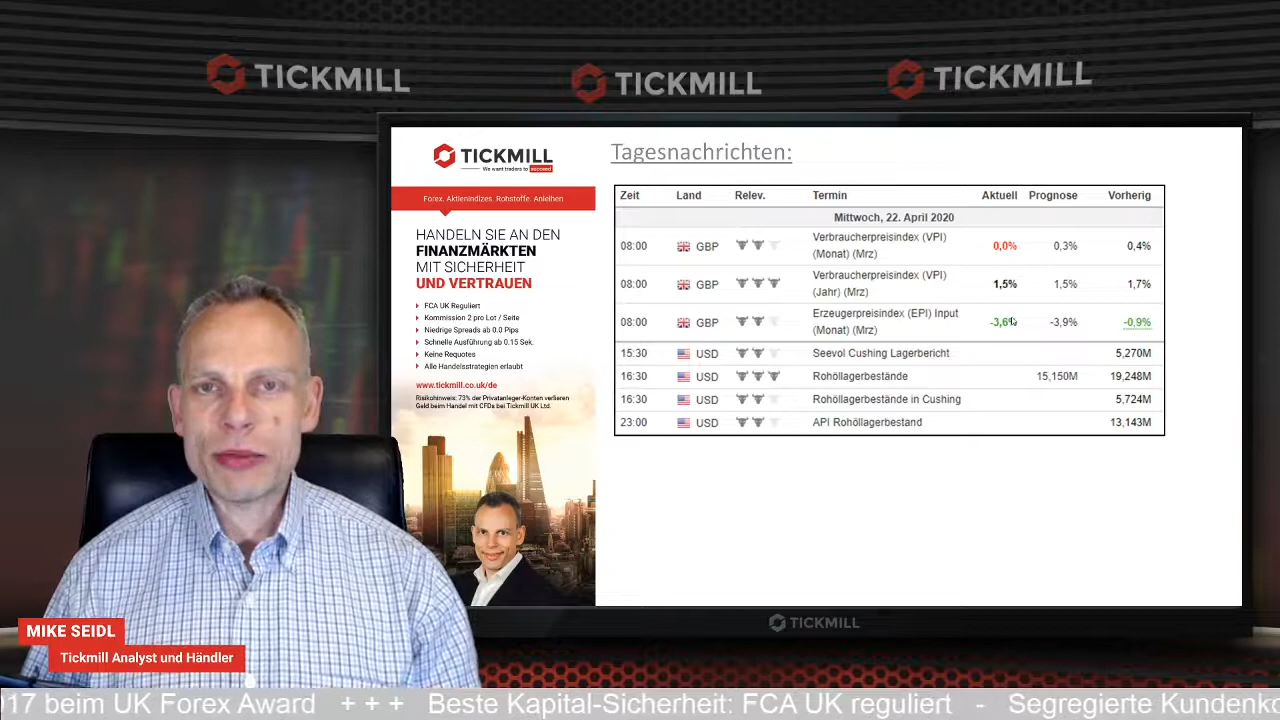 TICKMILL
TICKMILL
TICKMILL
TICKMILL
We want traders to succeed
Forex. Aktienindizes. Rohstoffe. Anleihen
HANDELN SIE AN DEN
FINANZMÄRKTEN
MIT SICHERHEIT
UND VERTRAUEN
FCA UK Reguliert
Kommission 2 pro Lot / Seite
Niedrige Spreads ab 0.0 Pips
Schnelle Ausführung ab 0.15 Sek.
Keine Requotes
Alle Handelsstrategien erlaubt
www.tickmill.co.uk/de
Risikohinweis: 73% der Privatanleger-Konten verlieren
Geld beim Handel mit CFDs bei Tickmill UK Ltd.
Tagesnachrichten:
Zeit Land Relev. Termin Aktuell Prognose Vorherig
Mittwoch, 22. April 2020
08:00 GBP Verbraucherpreisindex (VPI) (Monat) (Mrz) 0,0% 0,3% 0,4%
08:00 GBP Verbraucherpreisindex (VPI) (Jahr) (Mrz) 1,5% 1,5% 1,7%
08:00 GBP Erzeugerpreisindex (EPI) Input (Monat) (Mrz) -3,6% -3,9% -0,9%
15:30 USD Seevol Cushing Lagerbericht 5,270M
16:30 USD Rohöllagerbestände 15,150M 19,248M
16:30 USD Rohöllagerbestände in Cushing 5,724M
23:00 USD API Rohöllagerbestand 13,143M
TICKMILL
MIKE SEIDL
Tickmill Analyst und Händler
017 beim UK Forex Award +++ Beste Kapital-Sicherheit: FCA UK reguliert - Segregierte Kundenko